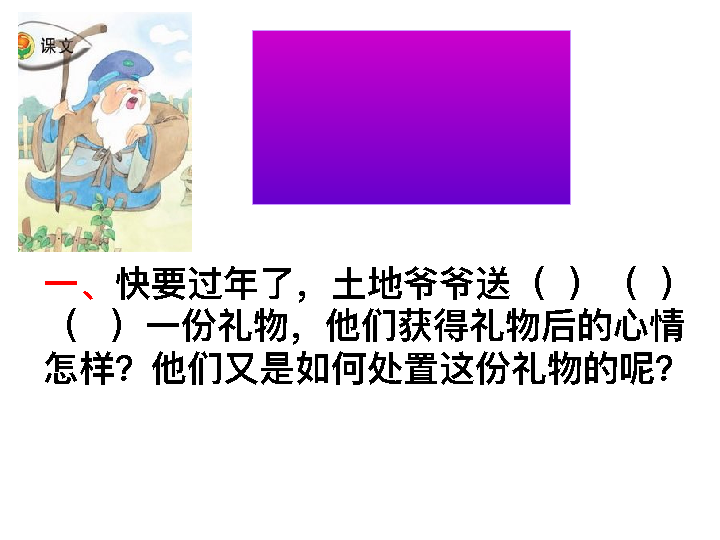 课文
一、快要过年了，土地爷爷送（ ）（ ）
（ ）一份礼物，他们获得礼物后的心情
怎样？他们又是如何处置这份礼物的呢？